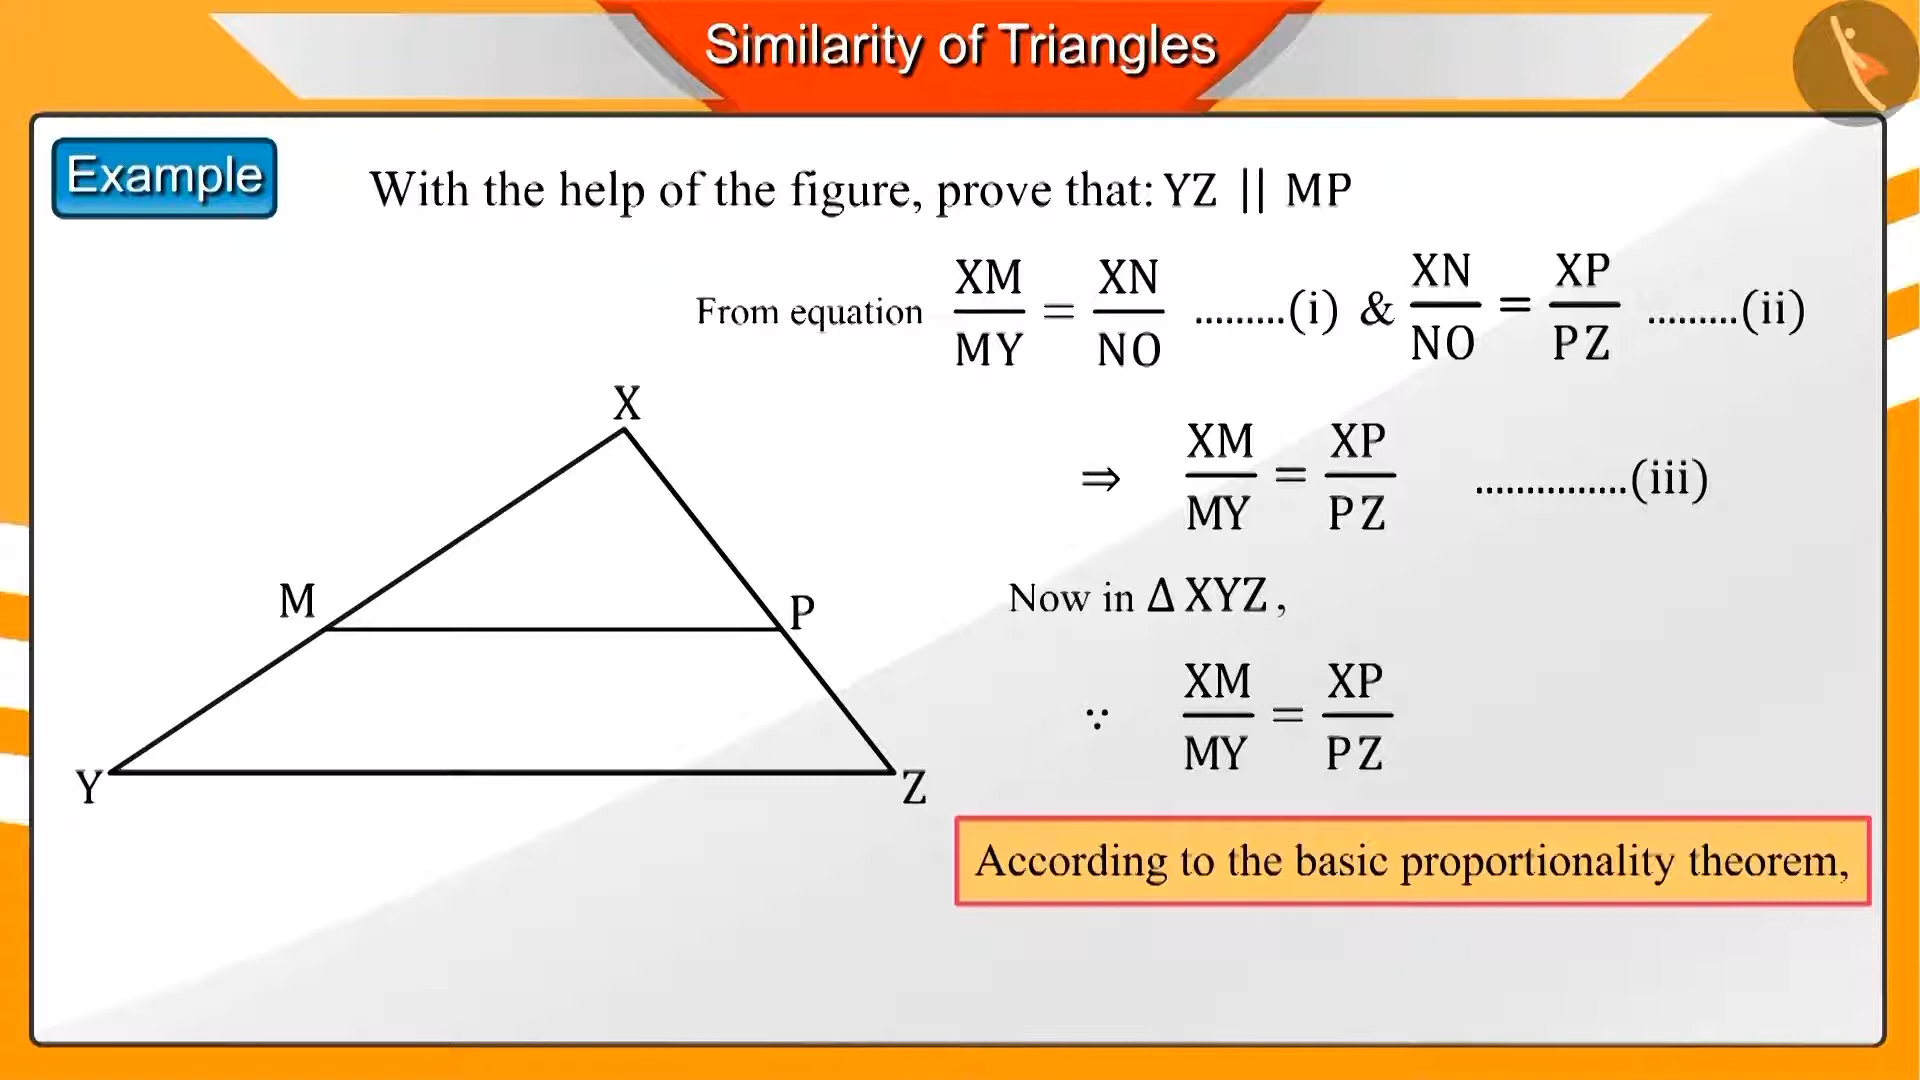 Similarity of Triangles
Example
With the help of the figure, prove that: YZ || MP
From equation XM/MY = XN/NO .........(i) & XN/NO = XP/PZ .........(ii)
⇒ XM/MY = XP/PZ ...............(iii)
Now in Δ XYZ ,
∵ XM/MY = XP/PZ
According to the basic proportionality theorem,
X
M
P
Y
Z